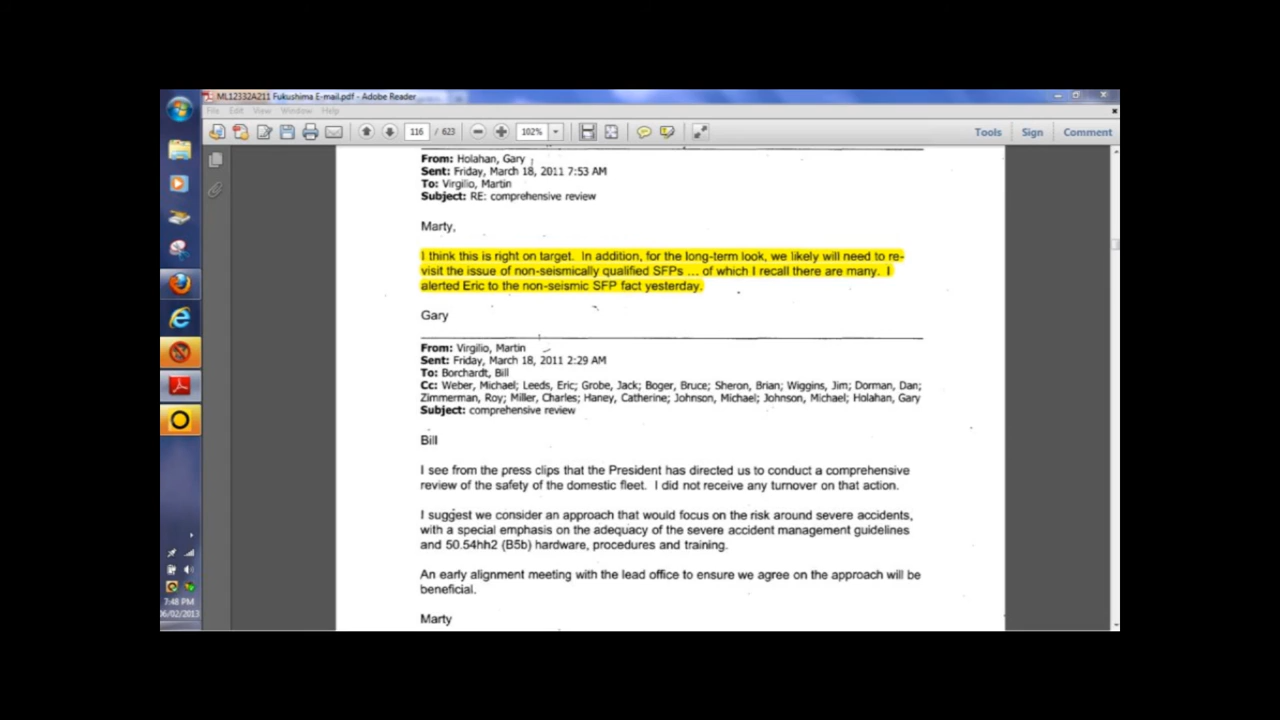 ML12332A211 Fukushima E-mail.pdf - Adobe Reader
File Edit View Window Help
116 / 623 102% Tools Sign Comment
From: Holahan, Gary
Sent: Friday, March 18, 2011 7:53 AM
To: Virgilio, Martin
Subject: RE: comprehensive review
Marty,
I think this is right on target. In addition, for the long-term look, we likely will need to re-
visit the issue of non-seismically qualified SFPs ... of which I recall there are many. I
alerted Eric to the non-seismic SFP fact yesterday.
Gary
From: Virgilio, Martin
Sent: Friday, March 18, 2011 2:29 AM
To: Borchardt, Bill
Cc: Weber, Michael; Leeds, Eric; Grobe, Jack; Boger, Bruce; Sheron, Brian; Wiggins, Jim; Dorman, Dan;
Zimmerman, Roy; Miller, Charles; Haney, Catherine; Johnson, Michael; Johnson, Michael; Holahan, Gary
Subject: comprehensive review
Bill
I see from the press clips that the President has directed us to conduct a comprehensive
review of the safety of the domestic fleet. I did not receive any turnover on that action.
I suggest we consider an approach that would focus on the risk around severe accidents,
with a special emphasis on the adequacy of the severe accident management guidelines
and 50.54hh2 (B5b) hardware, procedures and training.
An early alignment meeting with the lead office to ensure we agree on the approach will be
beneficial.
Marty
7:48 PM
06/02/2013